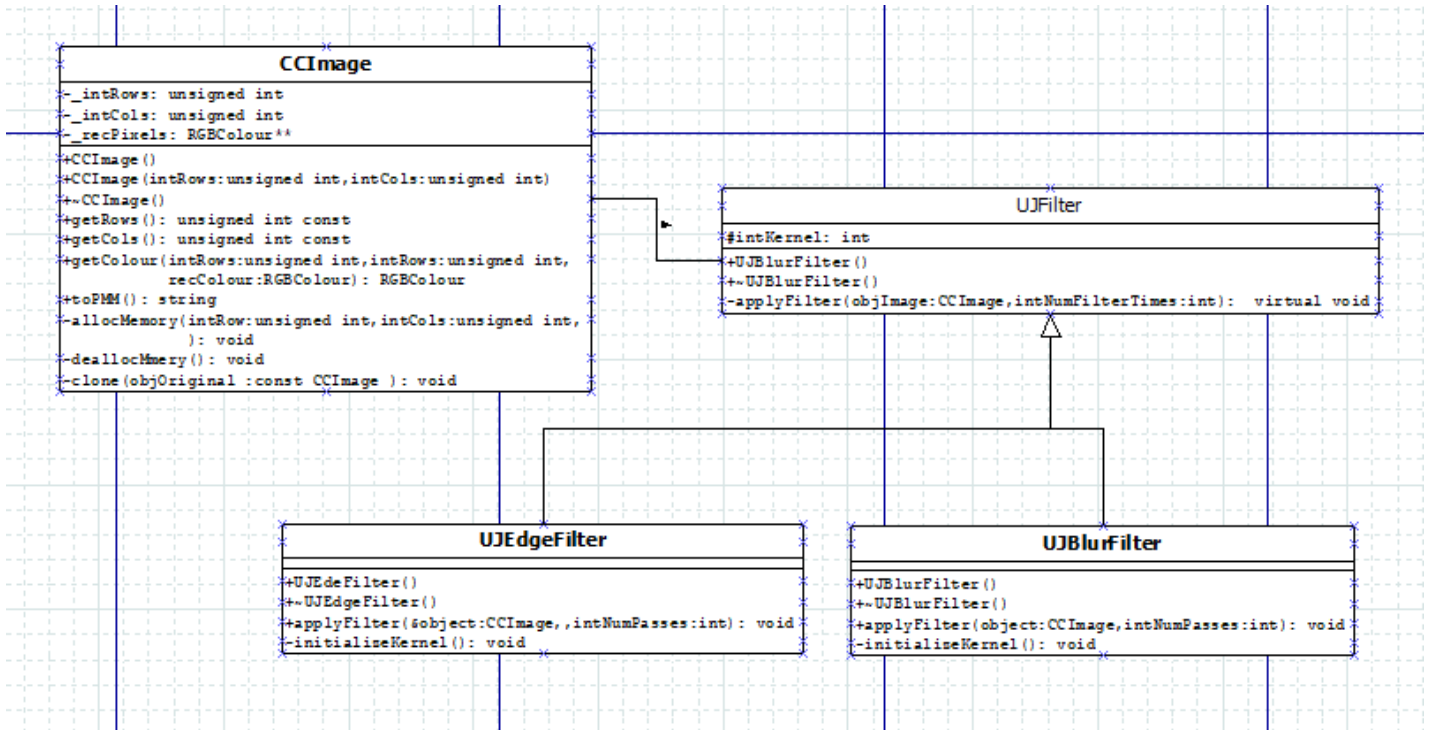 CCImage
-_intRows: unsigned int
-_intCols: unsigned int
-_recPixels: RGBColour**
+CCImage()
+CCImage(intRows:unsigned int,intCols:unsigned int)
+~CCImage()
+getRows(): unsigned int const
+getCols(): unsigned int const
+getColour(intRows:unsigned int,intRows:unsigned int,
recColour:RGBColour): RGBColour
+toPMM(): string
-allocMemory(intRow:unsigned int,intCols:unsigned int,
): void
-deallocMmery(): void
-clone(objOriginal :const CCImage ): void
UJFilter
#intKernel: int
+UJBlurFilter()
+~UJBlurFilter()
-applyFilter(objImage:CCImage,intNumFilterTimes:int): virtual void
UJEdgeFilter
+UJEdeFilter()
+~UJEdgeFilter()
+applyFilter(&object:CCImage,,intNumPasses:int): void
-initializeKernel(): void
UJBlurFilter
+UJBlurFilter()
+~UJBlurFilter()
+applyFilter(object:CCImage,intNumPasses:int): void
-initializeKernel(): void